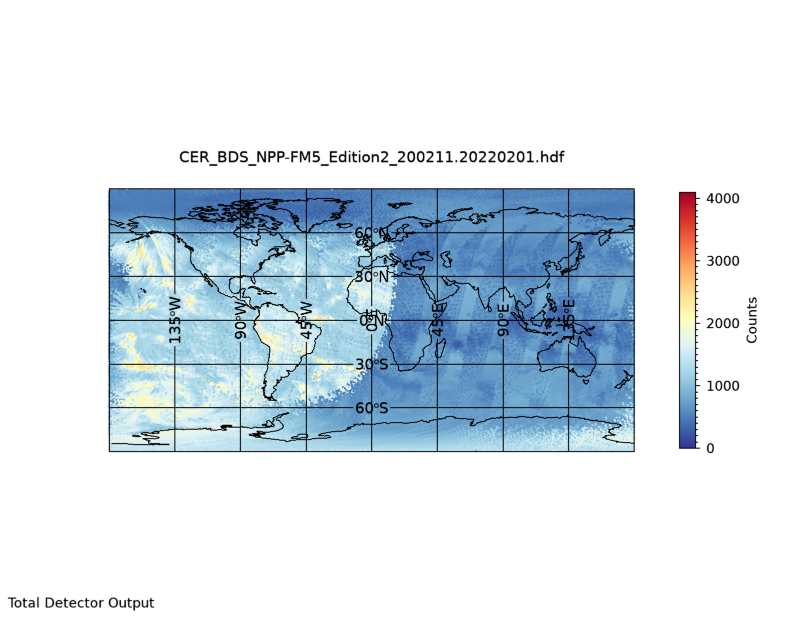 CER_BDS_NPP-FM5_Edition2_200211.20220201.hdf
4000
3000
2000
1000
0
Counts
60°N
30°N
0°N
30°S
60°S
135°W
90°W
45°W
0°E
45°E
90°E
135°E
Total Detector Output